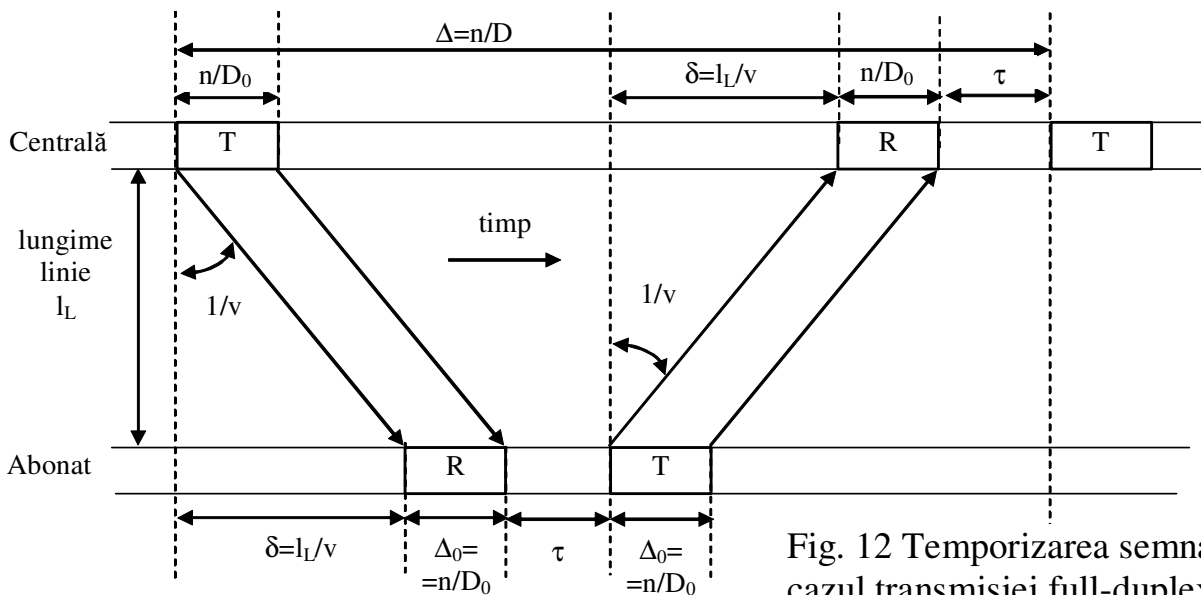 Δ=n/D
n/D₀
δ=l_L/v
n/D₀
τ
Centrală
T
R
T
lungime
linie
l_L
timp
1/v
1/v
Abonat
R
T
δ=l_L/v
Δ₀=
=n/D₀
τ
Δ₀=
=n/D₀
Fig. 12 Temporizarea
cazul transmisiei full-duplex